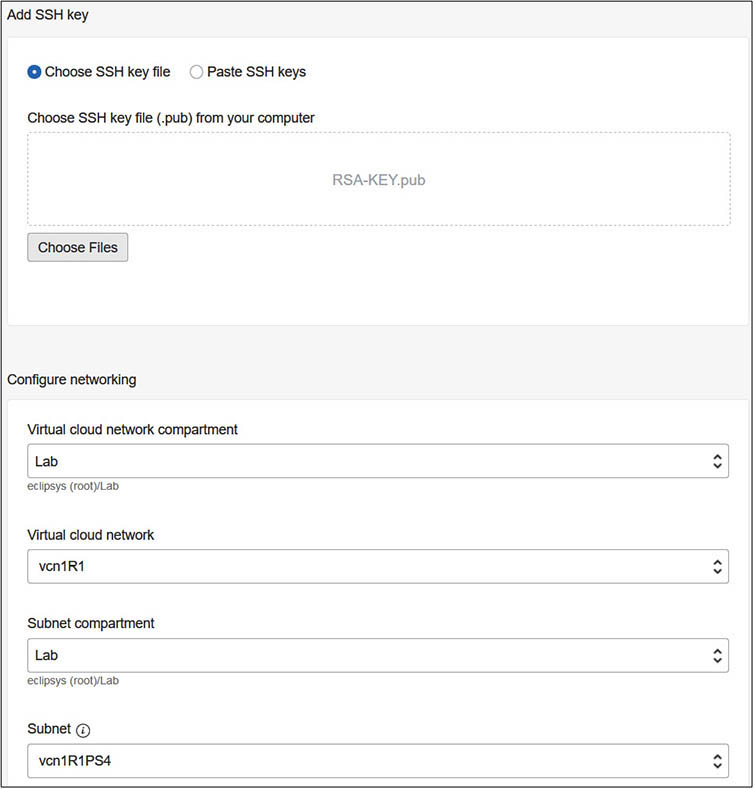 Add SSH key
Choose SSH key file Paste SSH keys
Choose SSH key file (.pub) from your computer
RSA-KEY.pub
Choose Files
Configure networking
Virtual cloud network compartment
Lab
eclipsys (root)/Lab
Virtual cloud network
vcn1R1
Subnet compartment
Lab
eclipsys (root)/Lab
Subnet
vcn1R1PS4